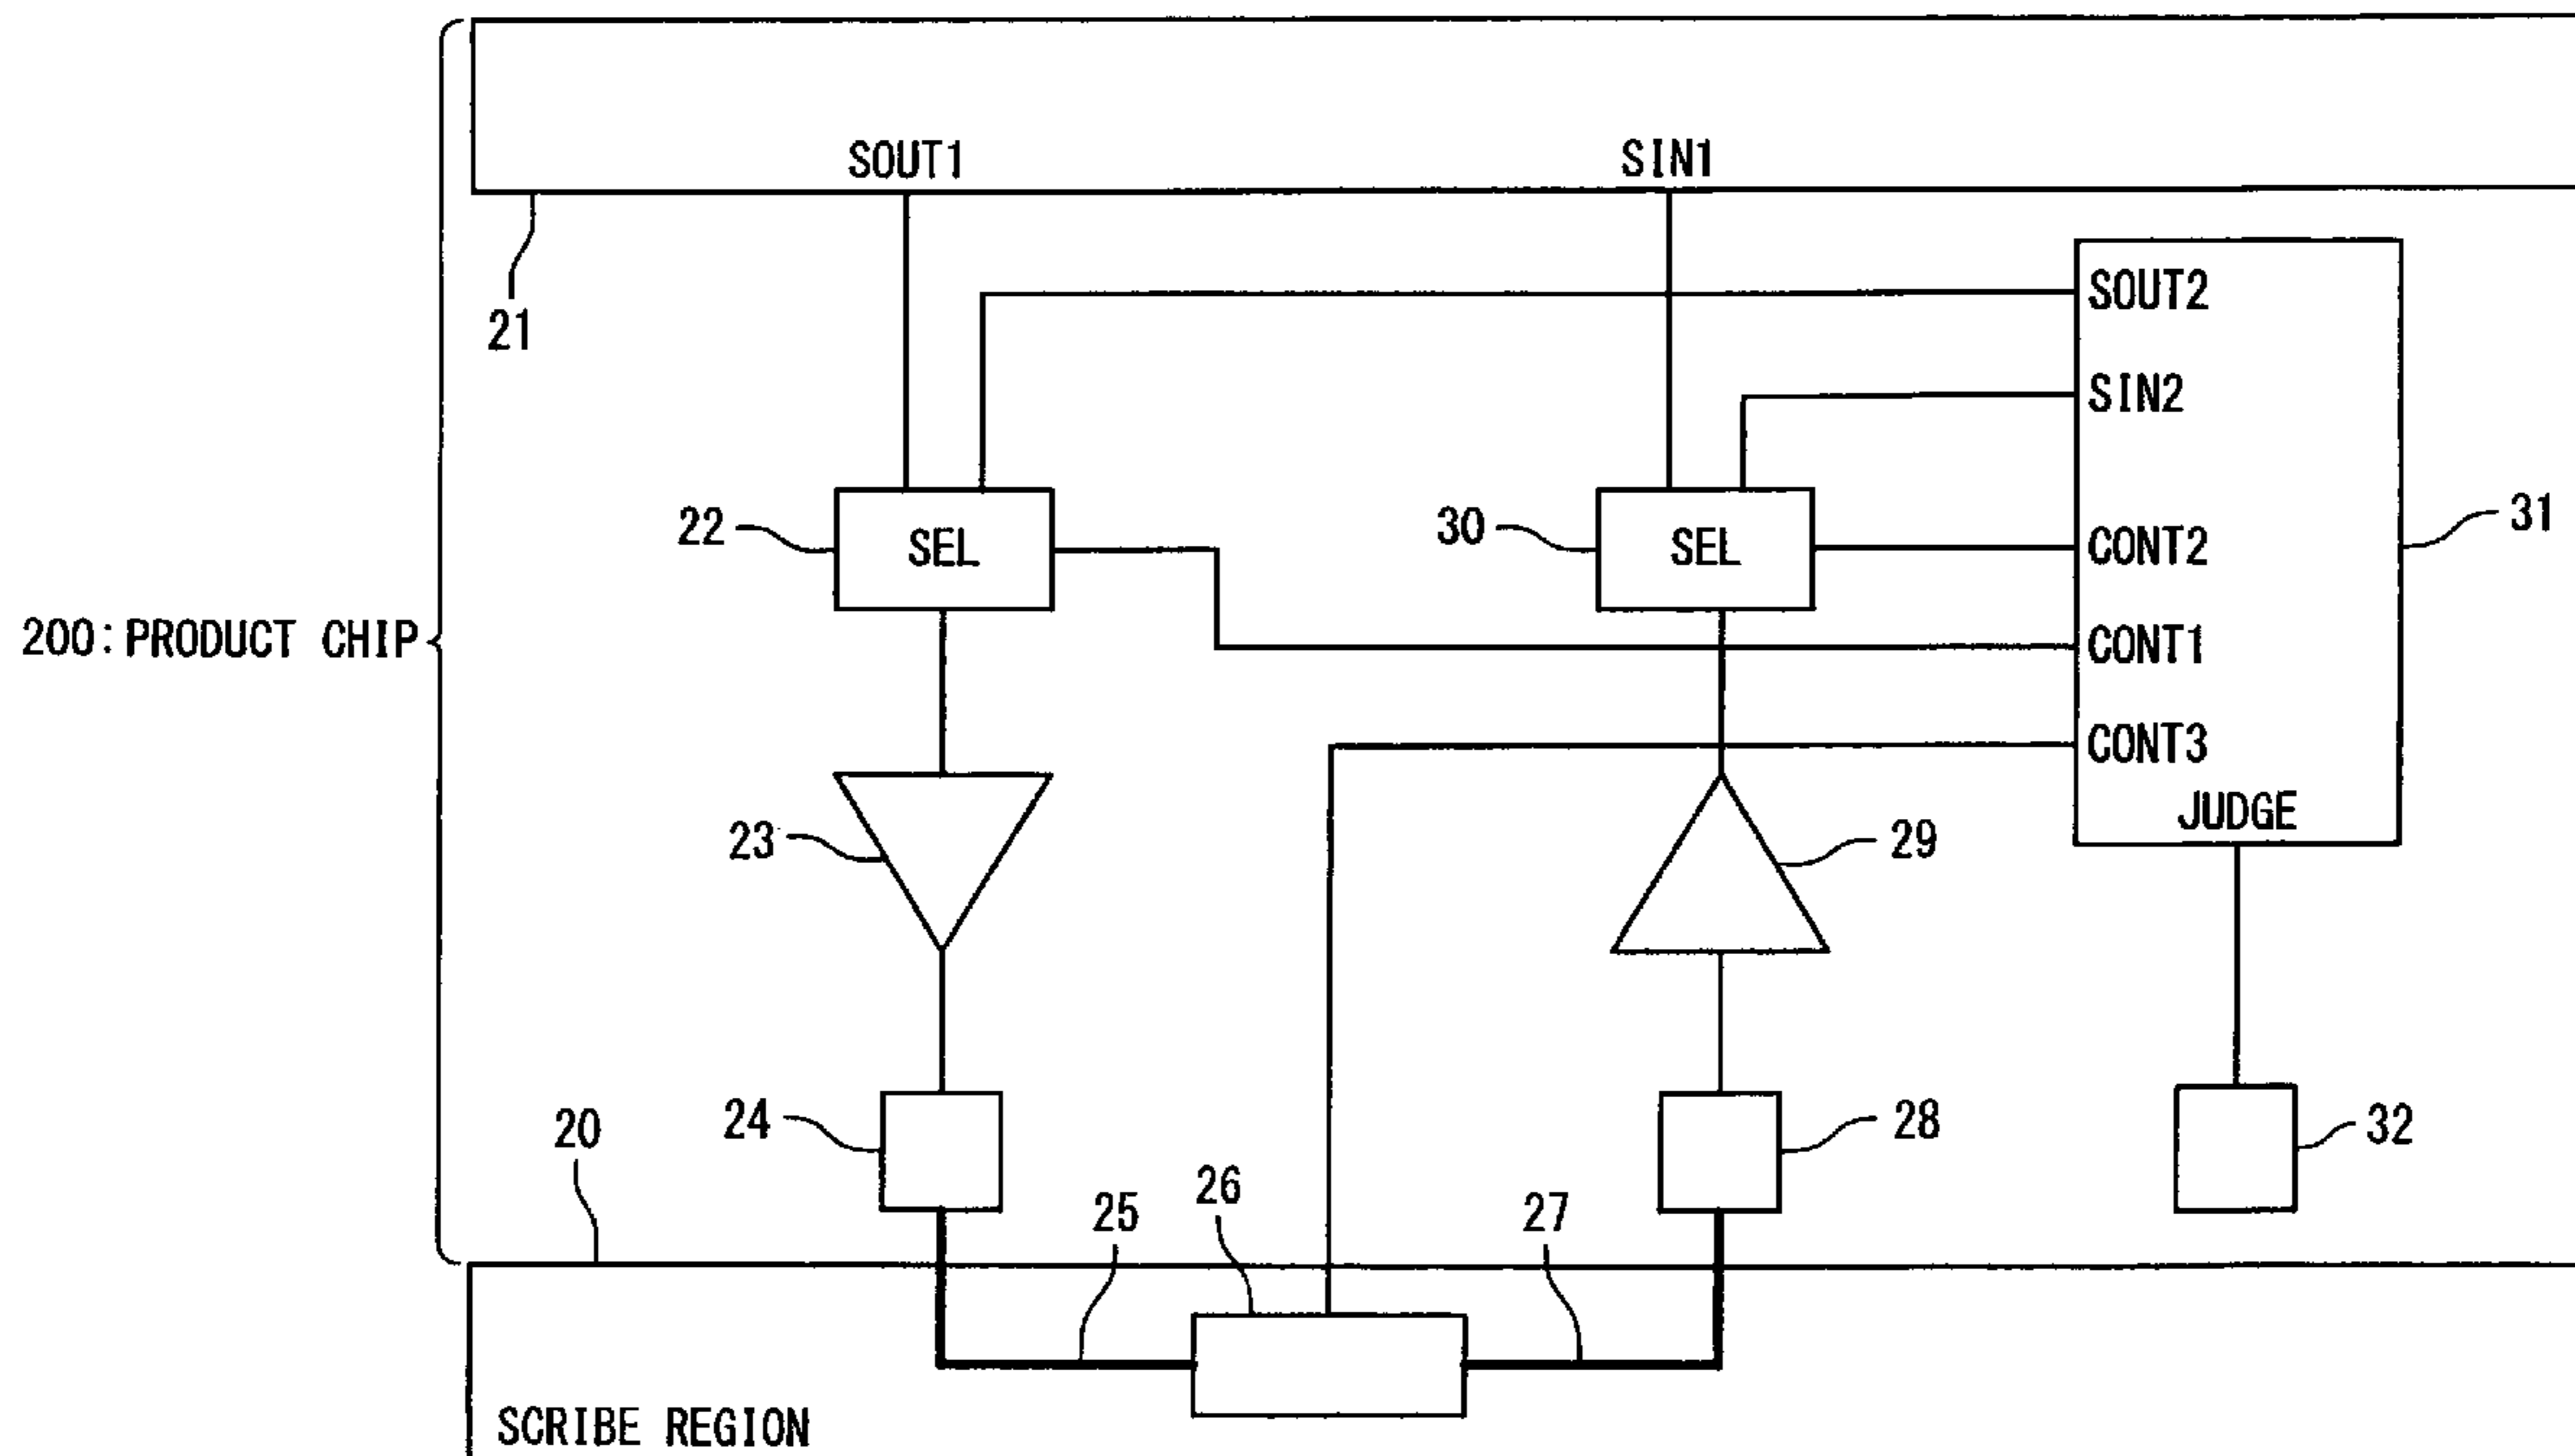 SOUT1
SIN1
21
SOUT2
SIN2
22
SEL
30
SEL
CONT2
31
200: PRODUCT CHIP
CONT1
CONT3
JUDGE
23
29
24
28
32
20
25
26
27
SCRIBE REGION